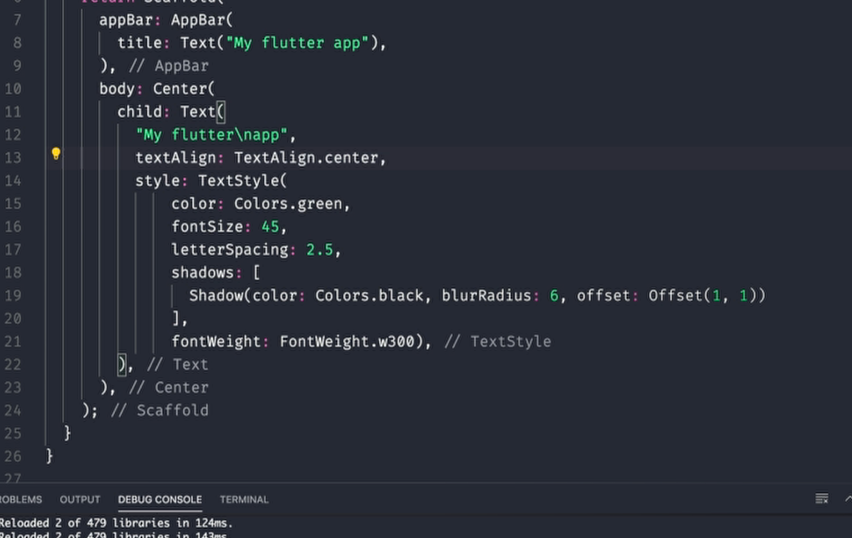 7 appBar: AppBar(
8 title: Text("My flutter app"),
9 ), // AppBar
10 body: Center(
11 child: Text(
12 "My flutter\napp",
13 textAlign: TextAlign.center,
14 style: TextStyle(
15 color: Colors.green,
16 fontSize: 45,
17 letterSpacing: 2.5,
18 shadows: [
19 Shadow(color: Colors.black, blurRadius: 6, offset: Offset(1, 1))
20 ],
21 fontWeight: FontWeight.w300), // TextStyle
22 ), // Text
23 ), // Center
24 ); // Scaffold
25 }
26 }
27
ROBLEMS OUTPUT DEBUG CONSOLE TERMINAL
Reloaded 2 of 479 libraries in 124ms.
Reloaded 2 of 479 libraries in 143ms.